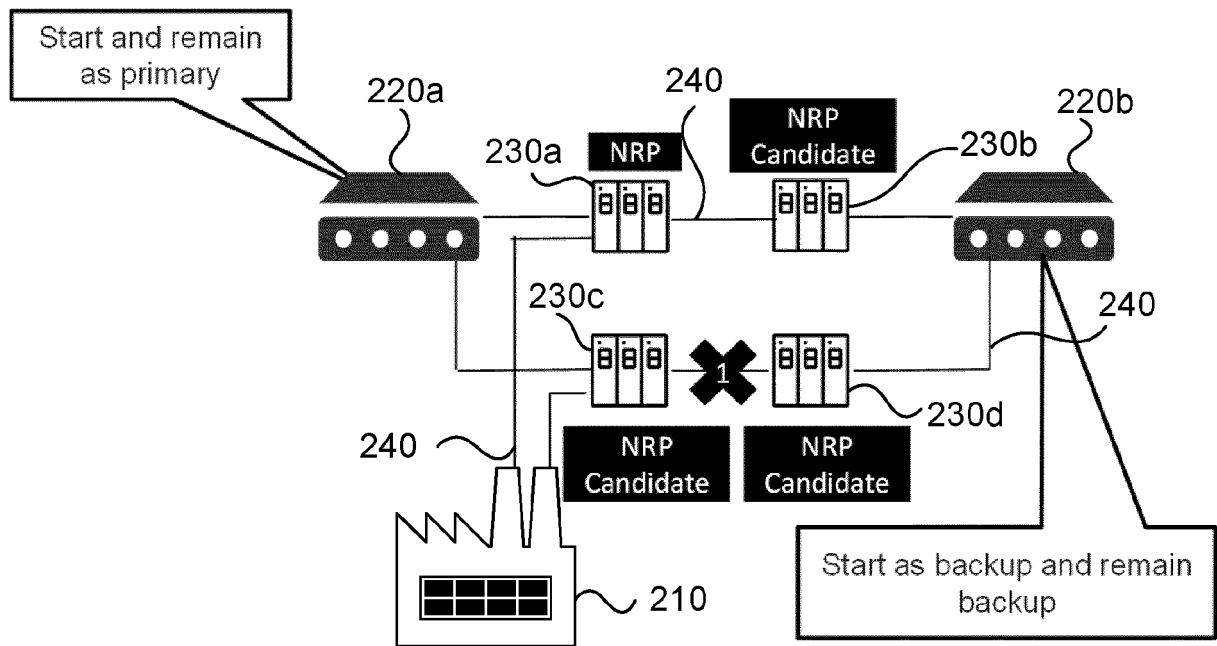 Start and remain
as primary
220a
240
220b
230a
NRP
NRP
Candidate
230b
230c
1
240
230d
240
NRP
Candidate
NRP
Candidate
210
Start as backup and remain
backup